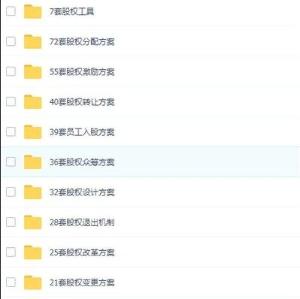 7套股权工具
72套股权分配方案
55套股权激励方案
40套股权转让方案
39套员工入股方案
36套股权众筹方案
32套股权设计方案
28套股权退出机制
25套股权改革方案
21套股权变更方案